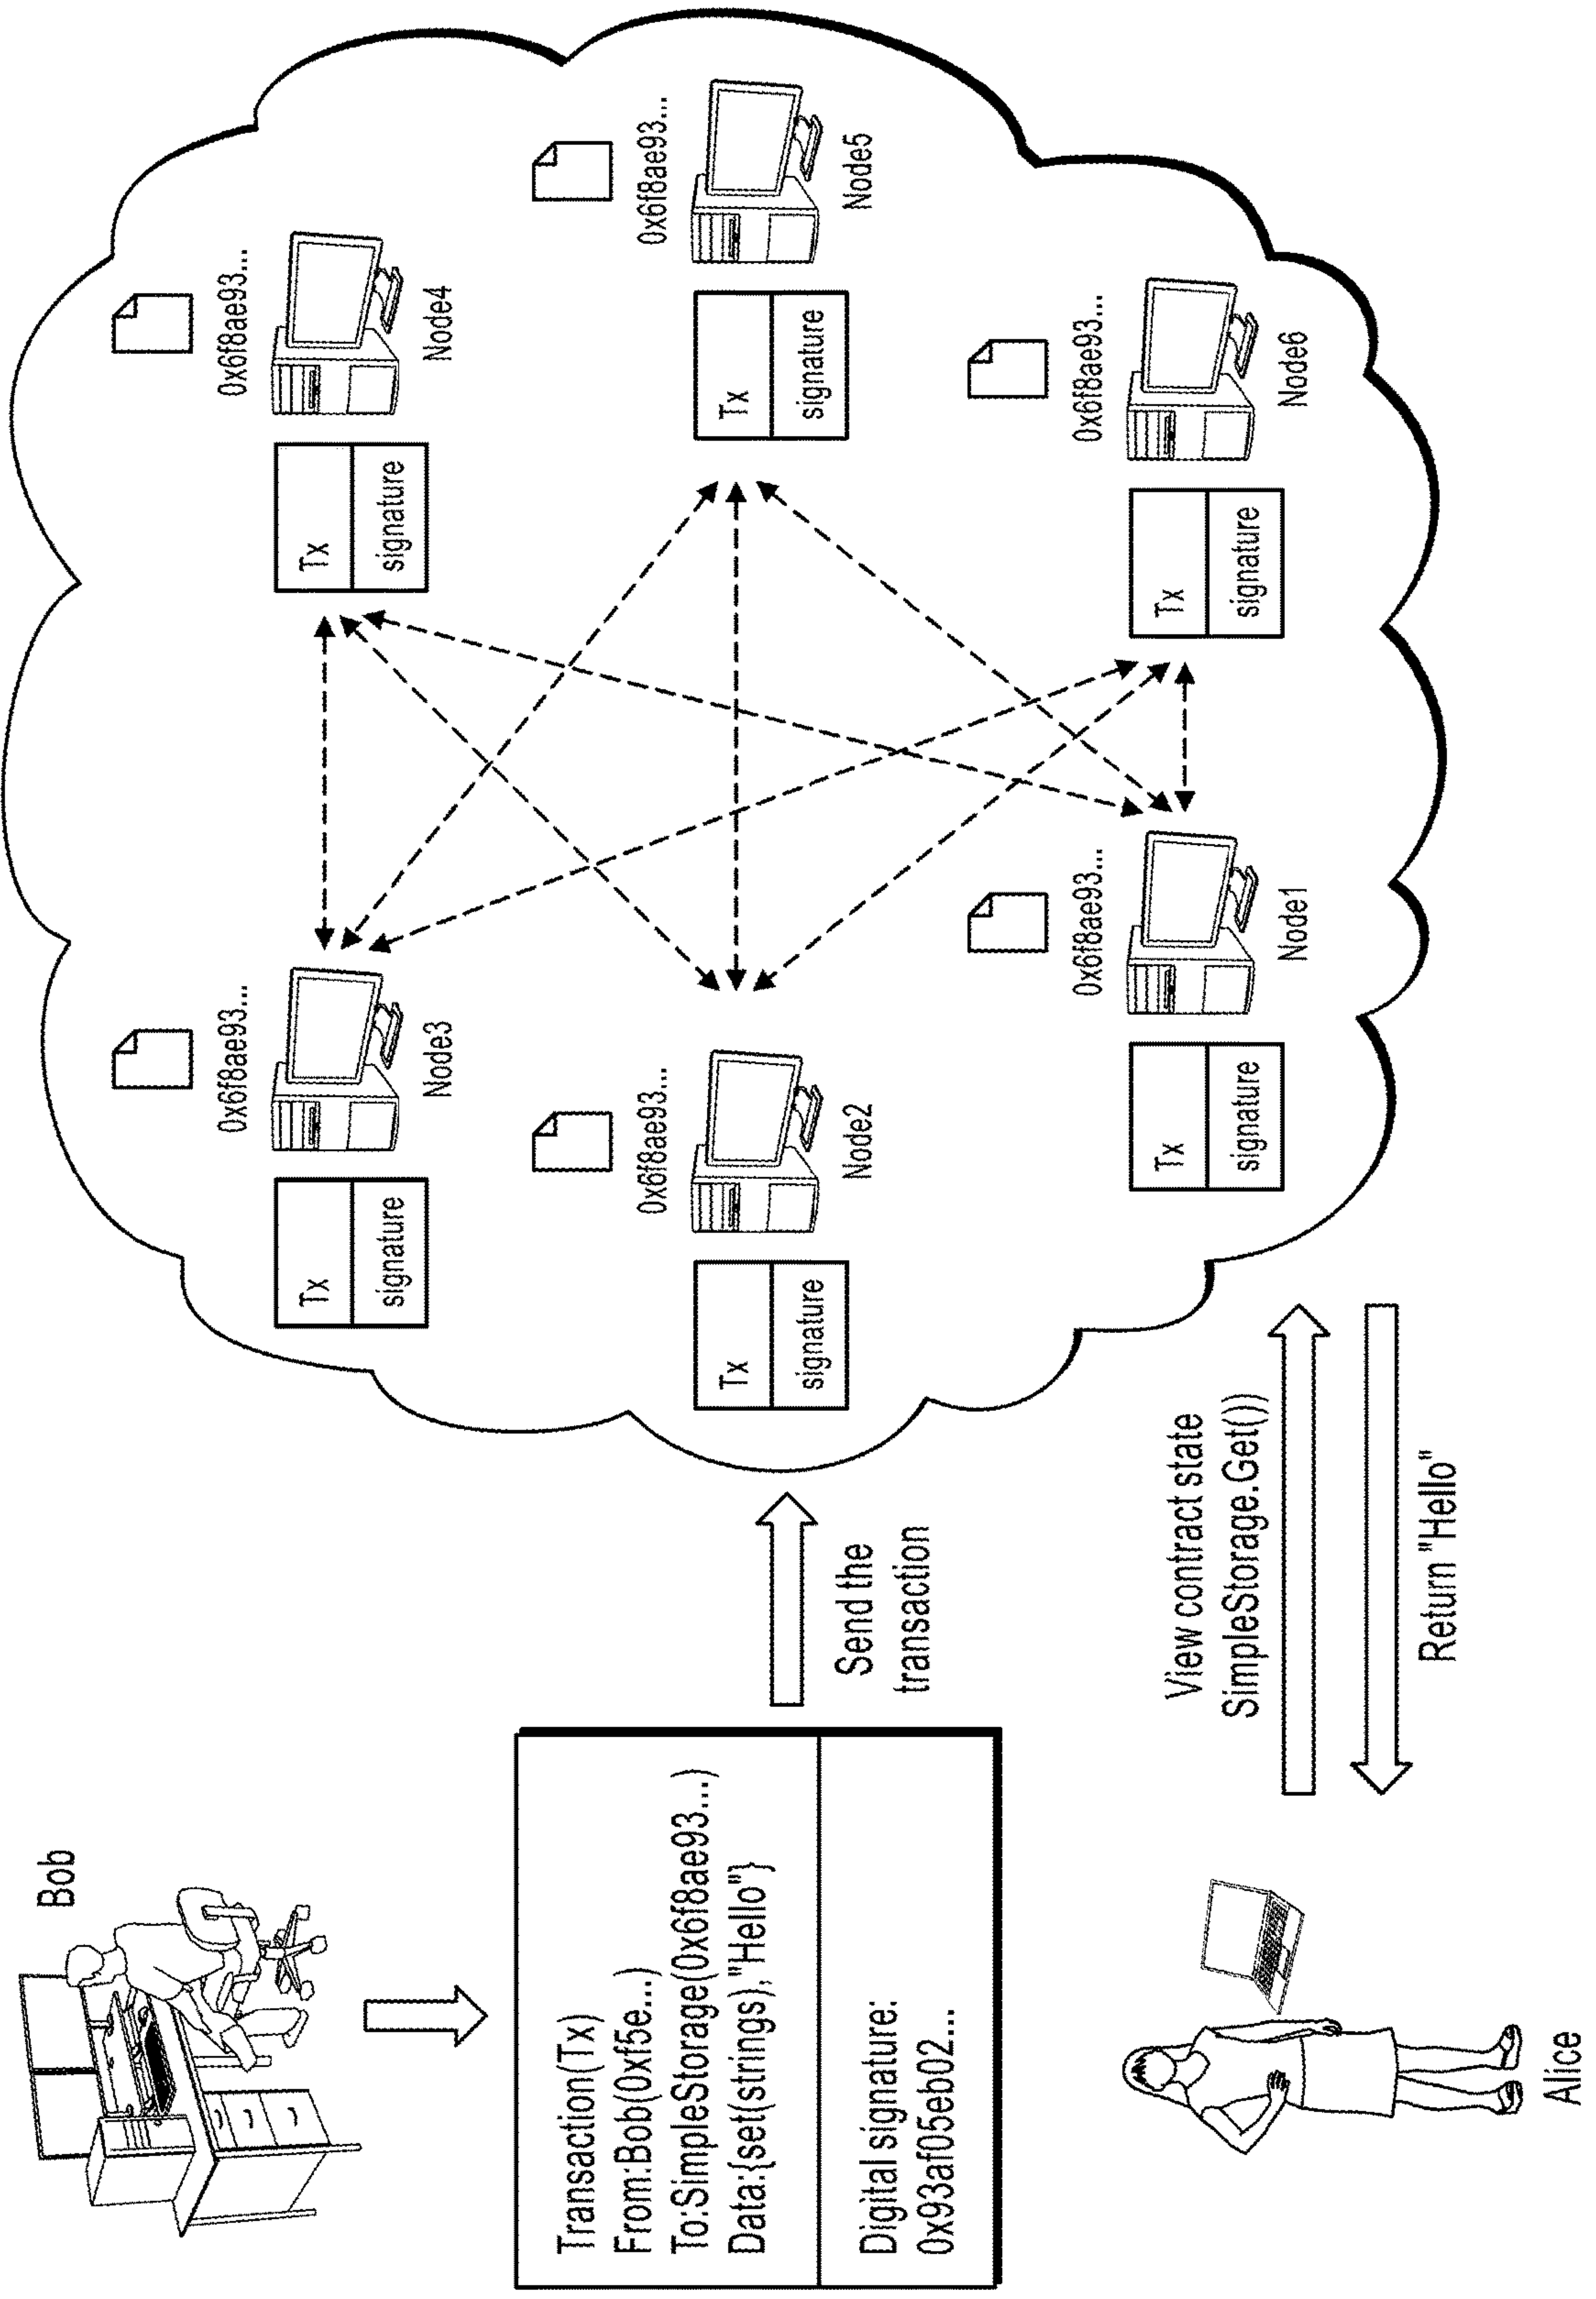 Bob
Transaction(Tx)
From:Bob(0xf5e...)
To:SimpleStorage(0x6f8ae93...)
Data:{set(strings),"Hello"}
Digital signature:
0x93af05eb02...
Send the
transaction
Alice
View contract state
SimpleStorage.Get())
Return "Hello"
0x6f8ae93...
Tx
signature
Node3
0x6f8ae93...
Tx
signature
Node4
0x6f8ae93...
Tx
signature
Node2
0x6f8ae93...
Tx
signature
Node5
0x6f8ae93...
Tx
signature
Node1
0x6f8ae93...
Tx
signature
Node6